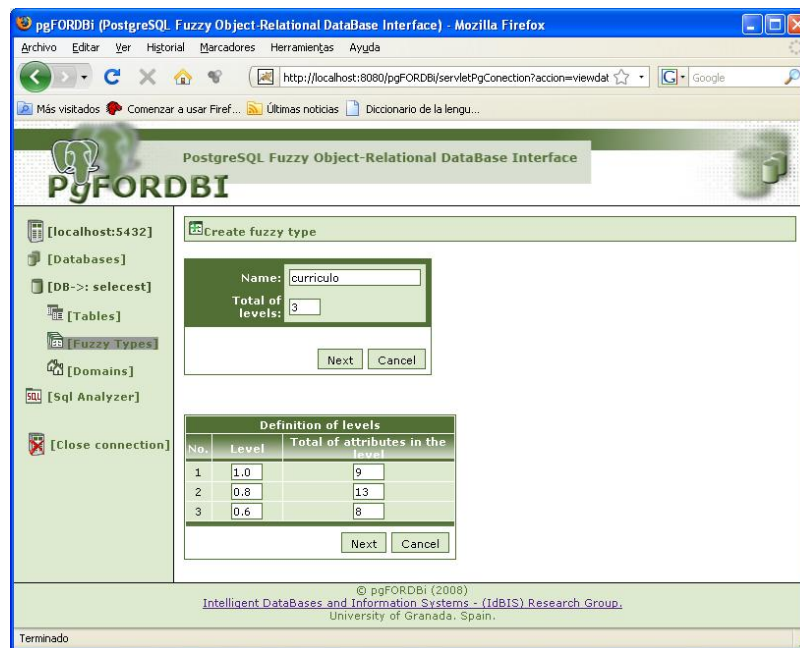 pgFORDBi (PostgreSQL Fuzzy Object-Relational DataBase Interface) - Mozilla Firefox
Archivo Editar Ver Historial Marcadores Herramientas Ayuda
http://localhost:8080/pgFORDBi/servletPgConection?accion=viewdat
Google
Más visitados Comenzar a usar Firef... Últimas noticias Diccionario de la lengu...
PostgreSQL Fuzzy Object-Relational DataBase Interface
PgFORDBI
[localhost:5432]
[Databases]
[DB->: selecest]
[Tables]
[Fuzzy Types]
[Domains]
SQL [Sql Analyzer]
[Close connection]
Create fuzzy type
Name: curriculo
Total of levels: 3
Next Cancel
Definition of levels
No. Level Total of attributes in the level
1 1.0 9
2 0.8 13
3 0.6 8
Next Cancel
© pgFORDBi (2008)
Intelligent DataBases and Information Systems - (IdBIS) Research Group.
University of Granada. Spain.
Terminado